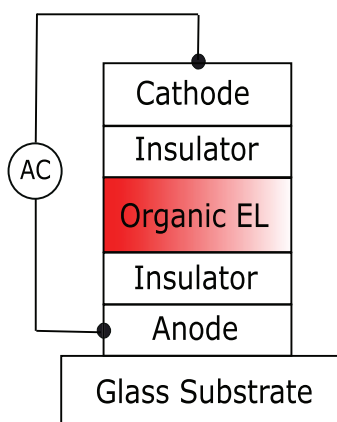 Cathode
Insulator
AC
Organic EL
Insulator
Anode
Glass Substrate